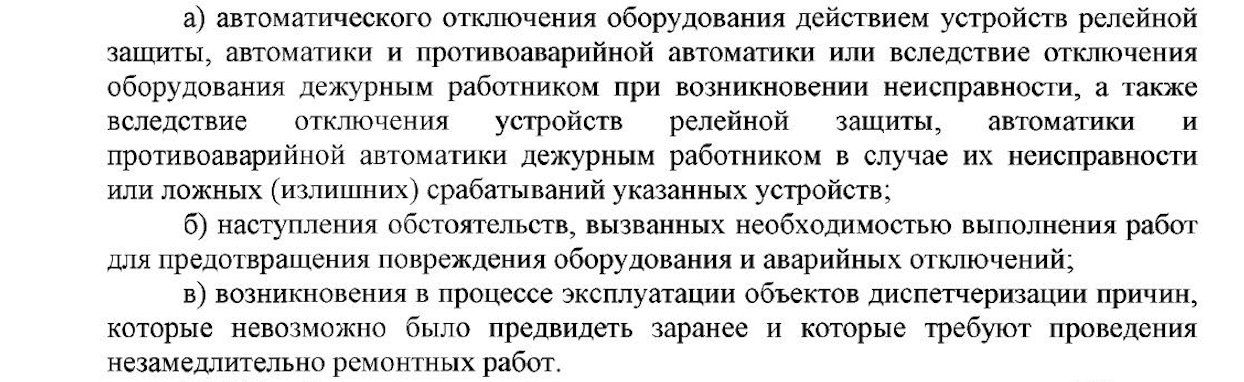 а) автоматического отключения оборудования действием устройств релейной
защиты, автоматики и противоаварийной автоматики или вследствие отключения
оборудования дежурным работником при возникновении неисправности, а также
вследствие отключения устройств релейной защиты, автоматики и
противоаварийной автоматики дежурным работником в случае их неисправности
или ложных (излишних) срабатываний указанных устройств;
б) наступления обстоятельств, вызванных необходимостью выполнения работ
для предотвращения повреждения оборудования и аварийных отключений;
в) возникновения в процессе эксплуатации объектов диспетчеризации причин,
которые невозможно было предвидеть заранее и которые требуют проведения
незамедлительно ремонтных работ.